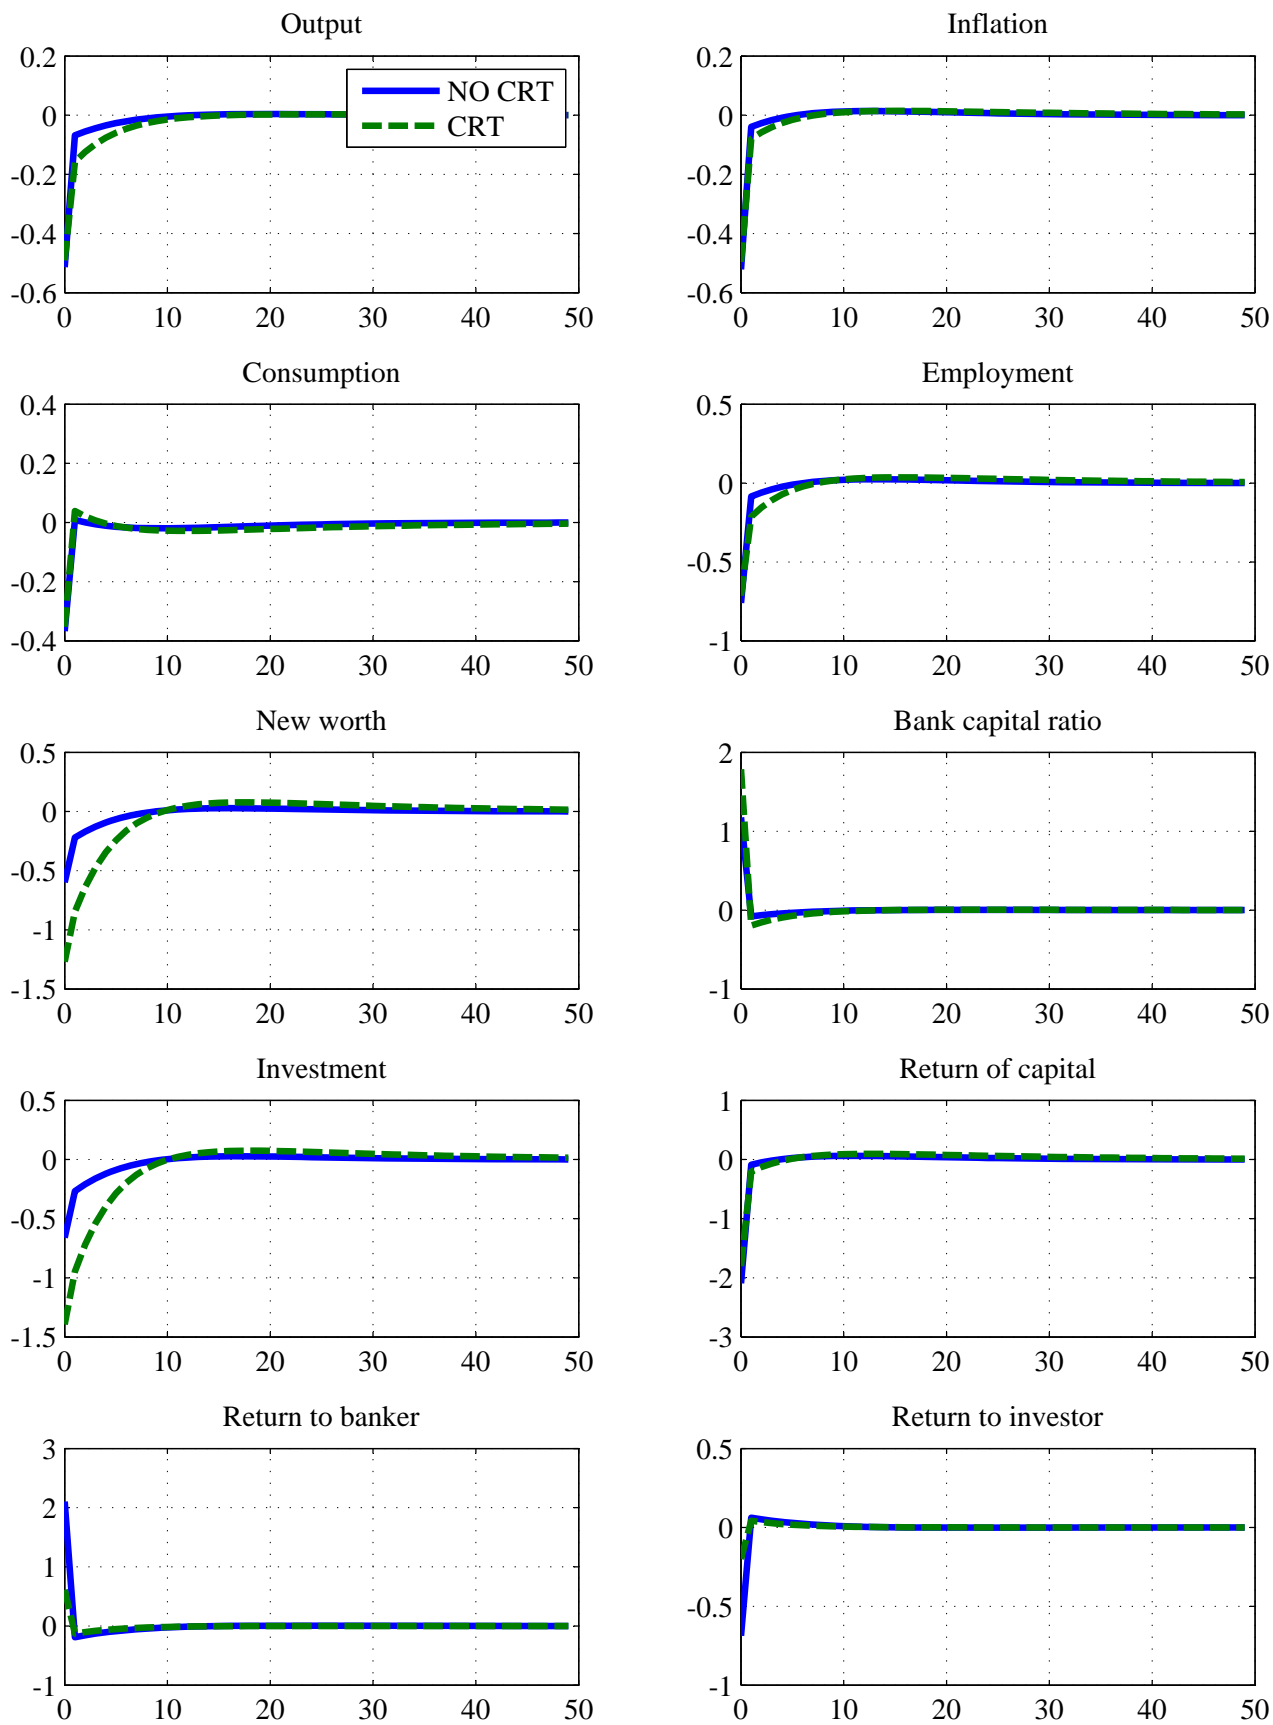 Output
0.2
0
-0.2
-0.4
-0.6
0 10 20 30 40 50
NO CRT
CRT
Inflation
0.2
0
-0.2
-0.4
-0.6
0 10 20 30 40 50
Consumption
0.4
0.2
0
-0.2
-0.4
0 10 20 30 40 50
Employment
0.5
0
-0.5
-1
0 10 20 30 40 50
New worth
0.5
0
-0.5
-1
-1.5
0 10 20 30 40 50
Bank capital ratio
2
1
0
-1
0 10 20 30 40 50
Investment
0.5
0
-0.5
-1
-1.5
0 10 20 30 40 50
Return of capital
1
0
-1
-2
-3
0 10 20 30 40 50
Return to banker
3
2
1
0
-1
0 10 20 30 40 50
Return to investor
0.5
0
-0.5
-1
0 10 20 30 40 50